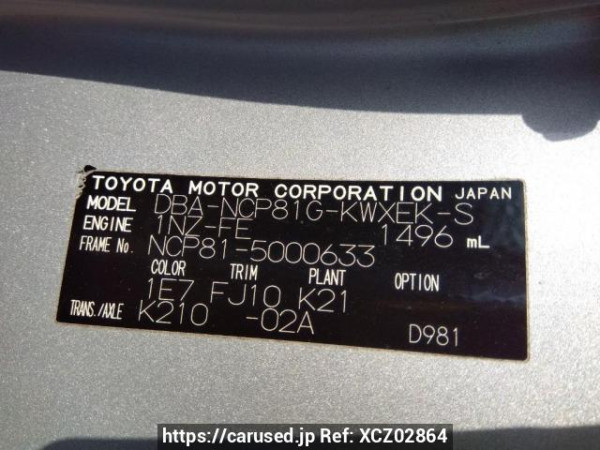 TOYOTA MOTOR CORPORATION JAPAN
MODEL DBA-NCP81G-KWXEK-S
ENGINE 1NZ-FE 1496 mL
FRAME No. NCP81-5000633
COLOR TRIM PLANT OPTION
1E7 FJ10 K21
TRANS./AXLE K210 -02A D981
https://carused.jp Ref: XCZ02864